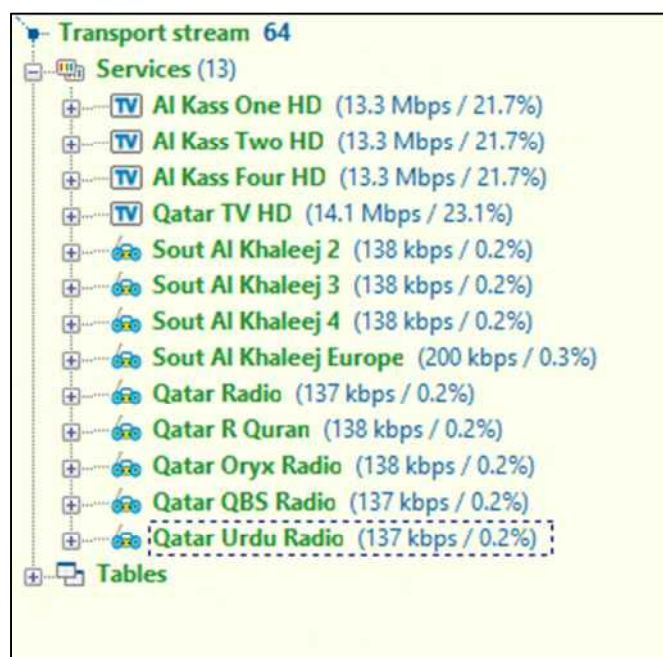 Transport stream 64
Services (13)
TV Al Kass One HD (13.3 Mbps / 21.7%)
TV Al Kass Two HD (13.3 Mbps / 21.7%)
TV Al Kass Four HD (13.3 Mbps / 21.7%)
TV Qatar TV HD (14.1 Mbps / 23.1%)
Sout Al Khaleej 2 (138 kbps / 0.2%)
Sout Al Khaleej 3 (138 kbps / 0.2%)
Sout Al Khaleej 4 (138 kbps / 0.2%)
Sout Al Khaleej Europe (200 kbps / 0.3%)
Qatar Radio (137 kbps / 0.2%)
Qatar R Quran (138 kbps / 0.2%)
Qatar Oryx Radio (138 kbps / 0.2%)
Qatar QBS Radio (137 kbps / 0.2%)
Qatar Urdu Radio (137 kbps / 0.2%)
Tables